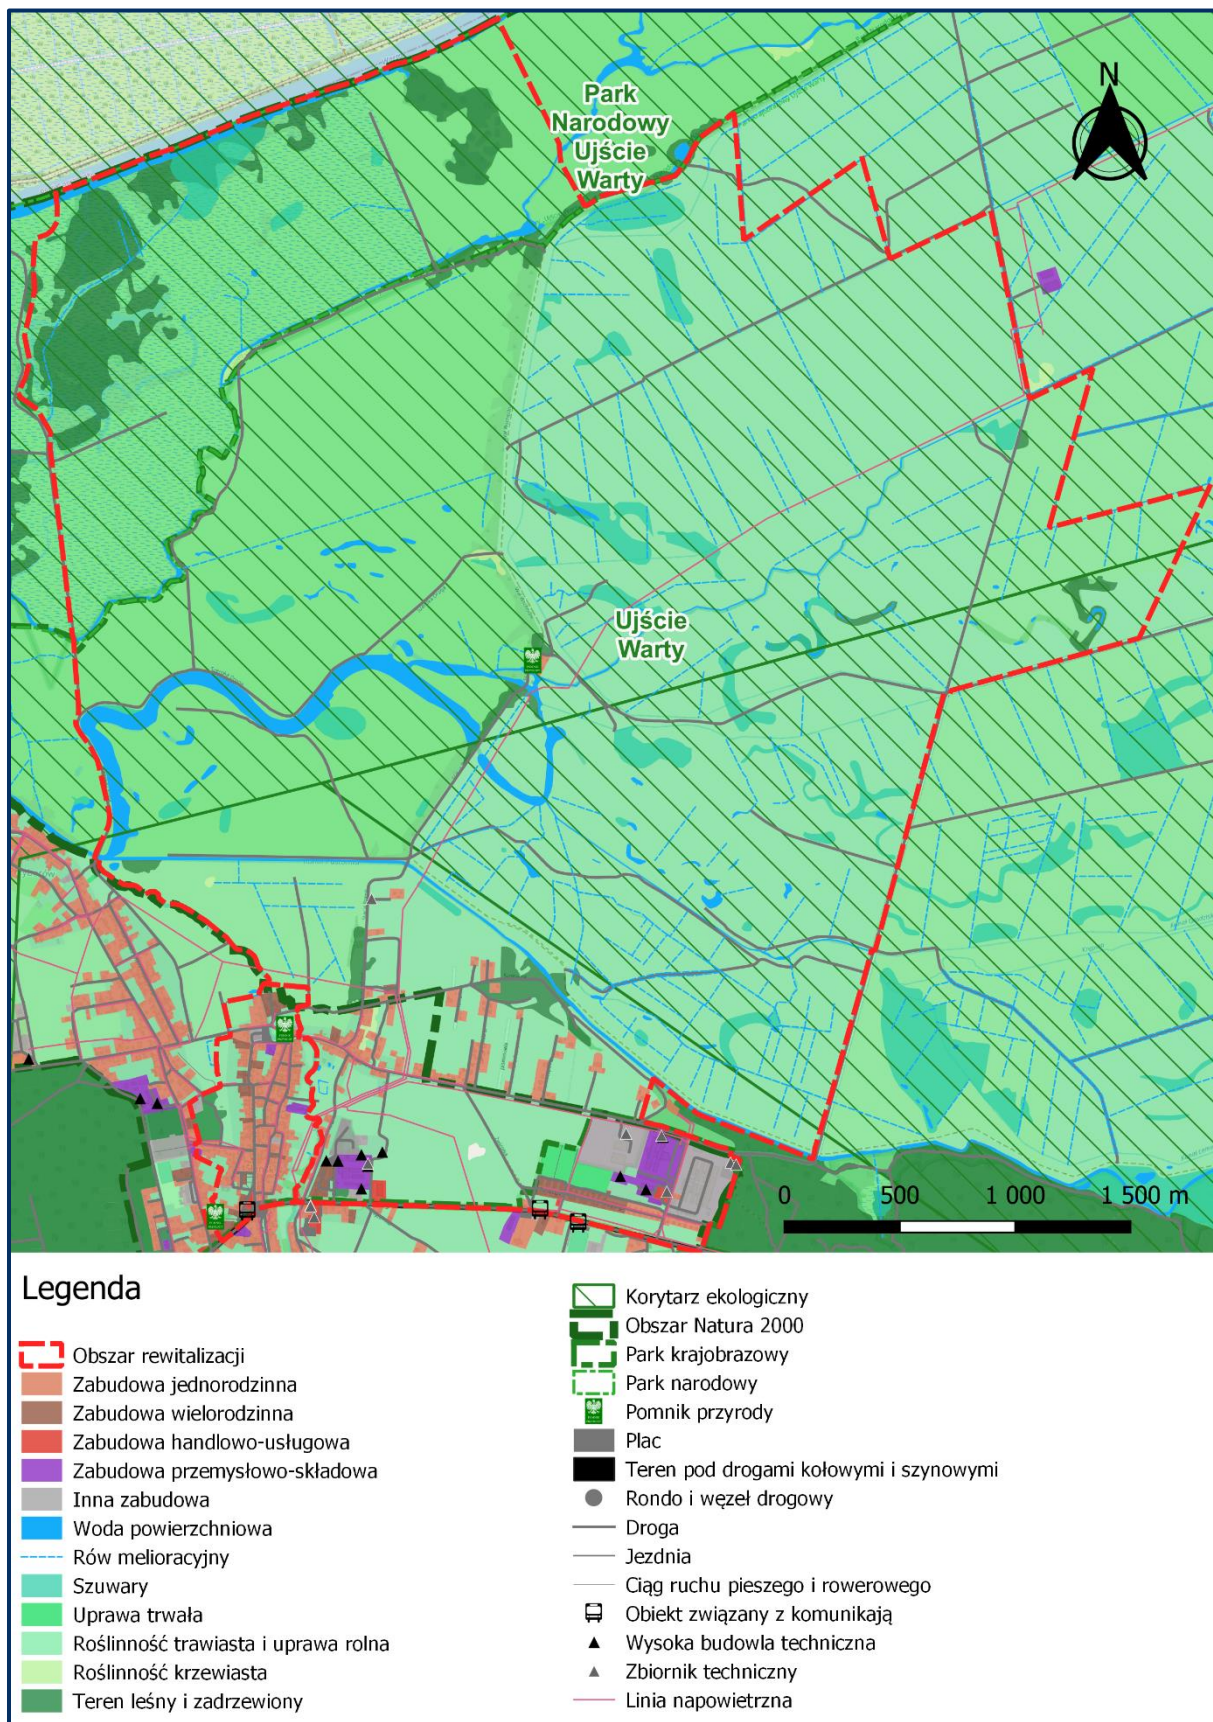 N
Park
Narodowy
Ujście
Warty
Ujście
Warty
0 500 1 000 1 500 m
Legenda
Obszar rewitalizacji
Zabudowa jednorodzinna
Zabudowa wielorodzinna
Zabudowa handlowo-usługowa
Zabudowa przemysłowo-składowa
Inna zabudowa
Woda powierzchniowa
Rów melioracyjny
Szuwary
Uprawa trwała
Roślinność trawiasta i uprawa rolna
Roślinność krzewiasta
Teren leśny i zadrzewiony
Korytarz ekologiczny
Obszar Natura 2000
Park krajobrazowy
Park narodowy
Pomnik przyrody
Plac
Teren pod drogami kołowymi i szynowymi
Rondo i węzeł drogowy
Droga
Jezdnia
Ciąg ruchu pieszego i rowerowego
Obiekt związany z komunikają
Wysoka budowla techniczna
Zbiornik techniczny
Linia napowietrzna